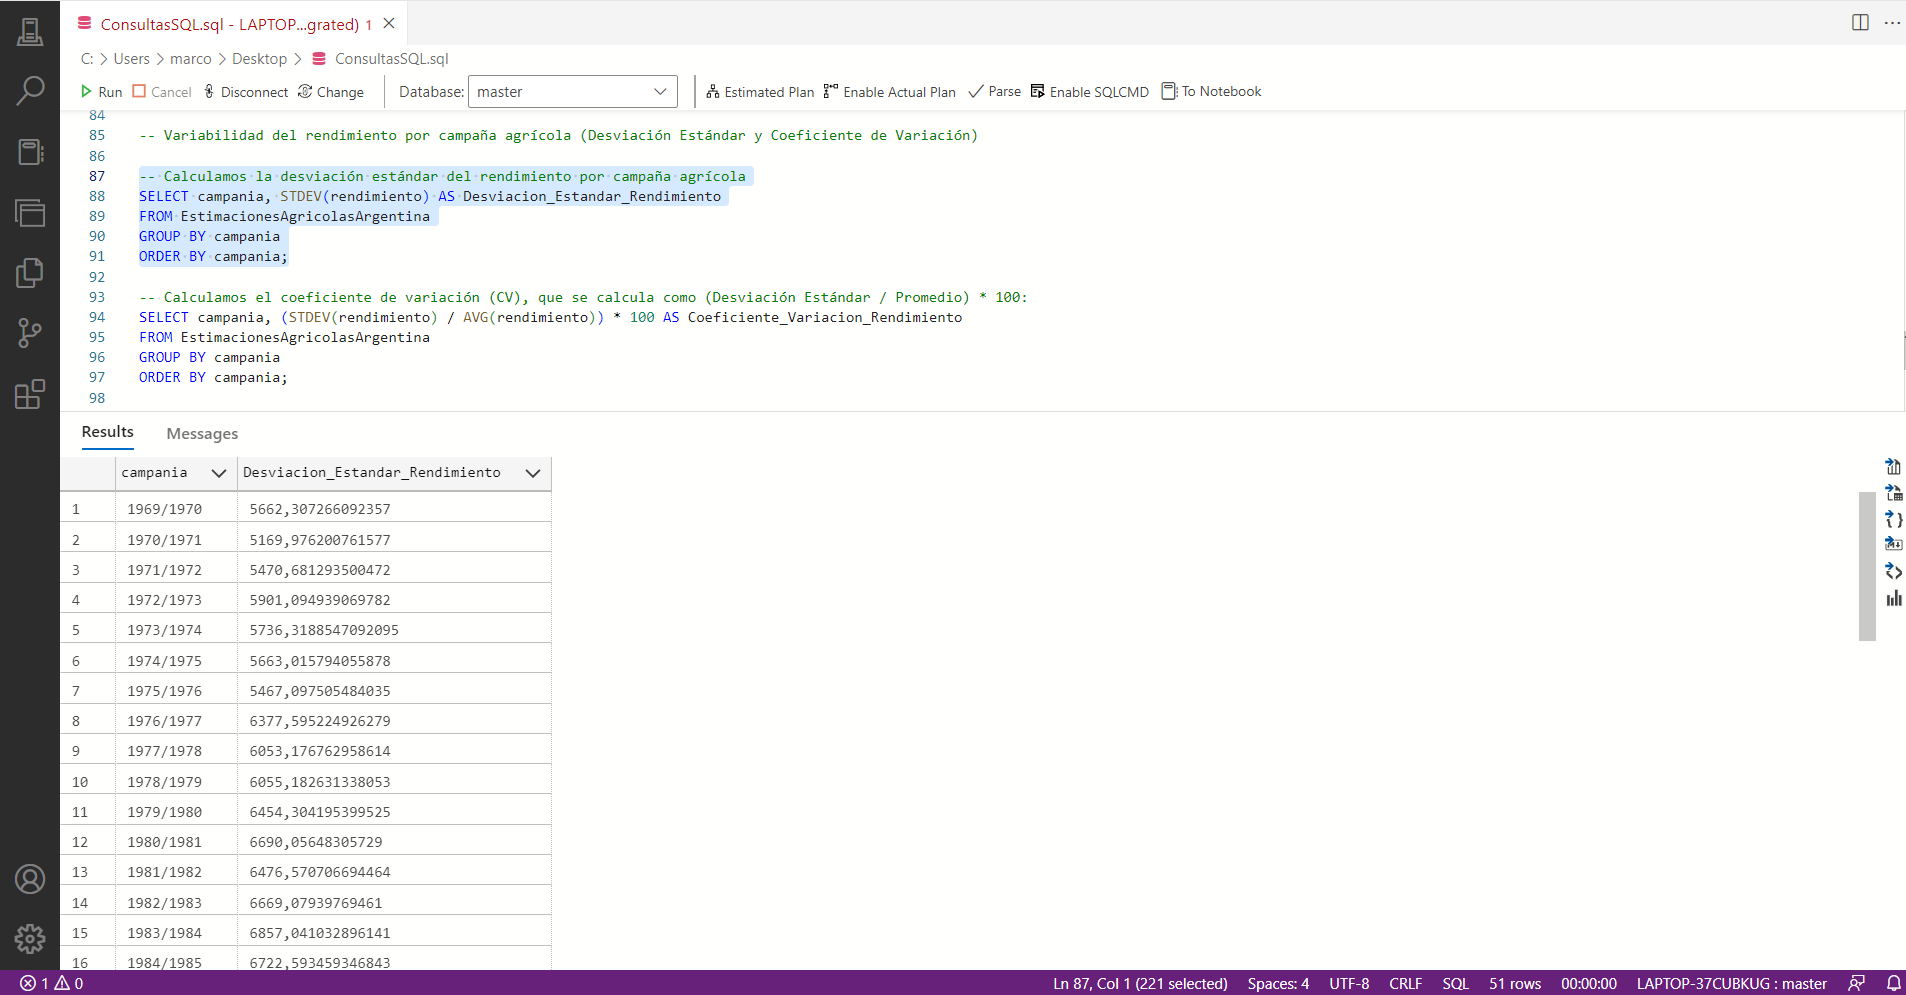 ConsultasSQL.sql - LAPTOP...grated) 1
C: > Users > marco > Desktop > ConsultasSQL.sql
Run Cancel Disconnect Change Database: master Estimated Plan Enable Actual Plan Parse Enable SQLCMD To Notebook
84
85 -- Variabilidad del rendimiento por campaña agrícola (Desviación Estándar y Coeficiente de Variación)
86
87 -- Calculamos la desviación estándar del rendimiento por campaña agrícola
88 SELECT campania, STDEV(rendimiento) AS Desviacion_Estandar_Rendimiento
89 FROM EstimacionesAgricolasArgentina
90 GROUP BY campania
91 ORDER BY campania;
92
93 -- Calculamos el coeficiente de variación (CV), que se calcula como (Desviación Estándar / Promedio) * 100:
94 SELECT campania, (STDEV(rendimiento) / AVG(rendimiento)) * 100 AS Coeficiente_Variacion_Rendimiento
95 FROM EstimacionesAgricolasArgentina
96 GROUP BY campania
97 ORDER BY campania;
98
Results Messages
campania Desviacion_Estandar_Rendimiento
1 1969/1970 5662,307266092357
2 1970/1971 5169,976200761577
3 1971/1972 5470,681293500472
4 1972/1973 5901,094939069782
5 1973/1974 5736,3188547092095
6 1974/1975 5663,015794055878
7 1975/1976 5467,097505484035
8 1976/1977 6377,595224926279
9 1977/1978 6053,176762958614
10 1978/1979 6055,182631338053
11 1979/1980 6454,304195399525
12 1980/1981 6690,05648305729
13 1981/1982 6476,570706694464
14 1982/1983 6669,07939769461
15 1983/1984 6857,041032896141
16 1984/1985 6722,593459346843
1 0 Ln 87, Col 1 (221 selected) Spaces: 4 UTF-8 CRLF SQL 51 rows 00:00:00 LAPTOP-37CUBKUG : master